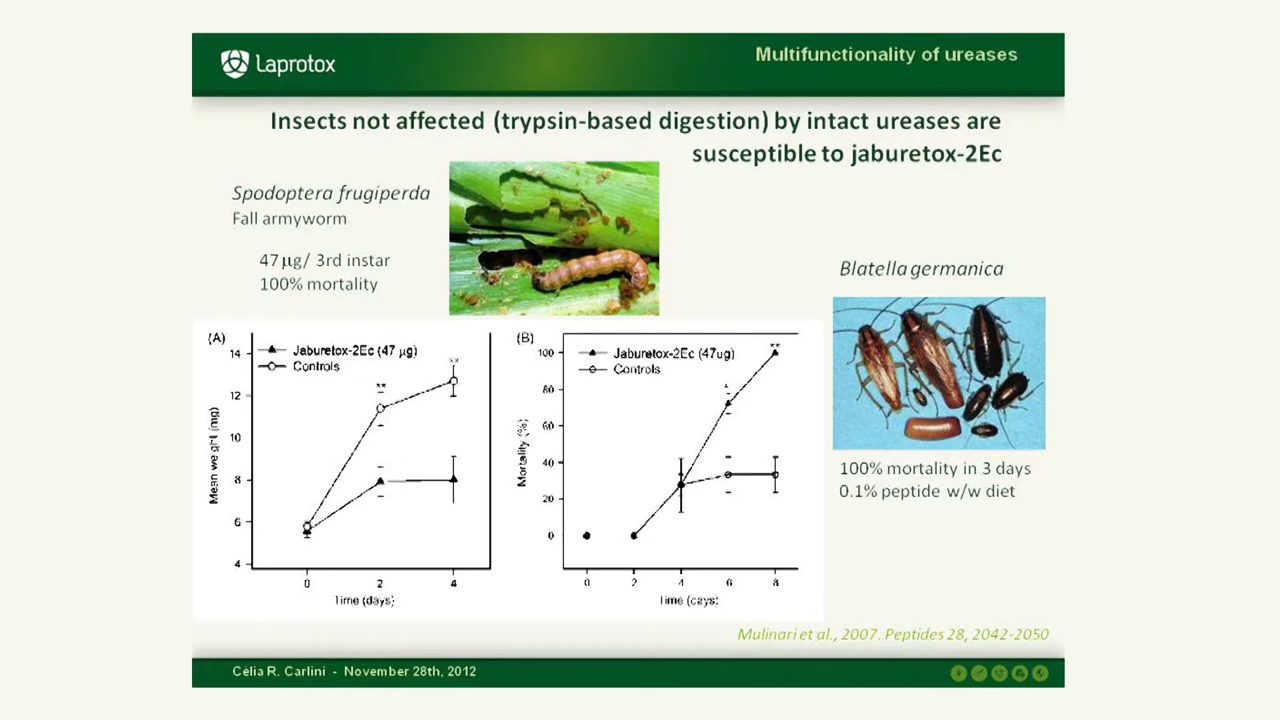 Laprotox
Multifunctionality of ureases
Insects not affected (trypsin-based digestion) by intact ureases are
susceptible to jaburetox-2Ec
Spodoptera frugiperda
Fall armyworm
47 µg/ 3rd instar
100% mortality
Blatella germanica
100% mortality in 3 days
0.1% peptide w/w diet
(A)
Jaburetox-2Ec (47 µg)
Controls
**
**
Mean weight (mg)
14
12
10
8
6
4
0 2 4
Time (days)
(B)
Jaburetox-2Ec (47ug)
Controls
*
**
Mortality (%)
100
80
60
40
20
0
0 2 4 6 8
Time (days)
Mulinari et al., 2007. Peptides 28, 2042-2050
Célia R. Carlini - November 28th, 2012